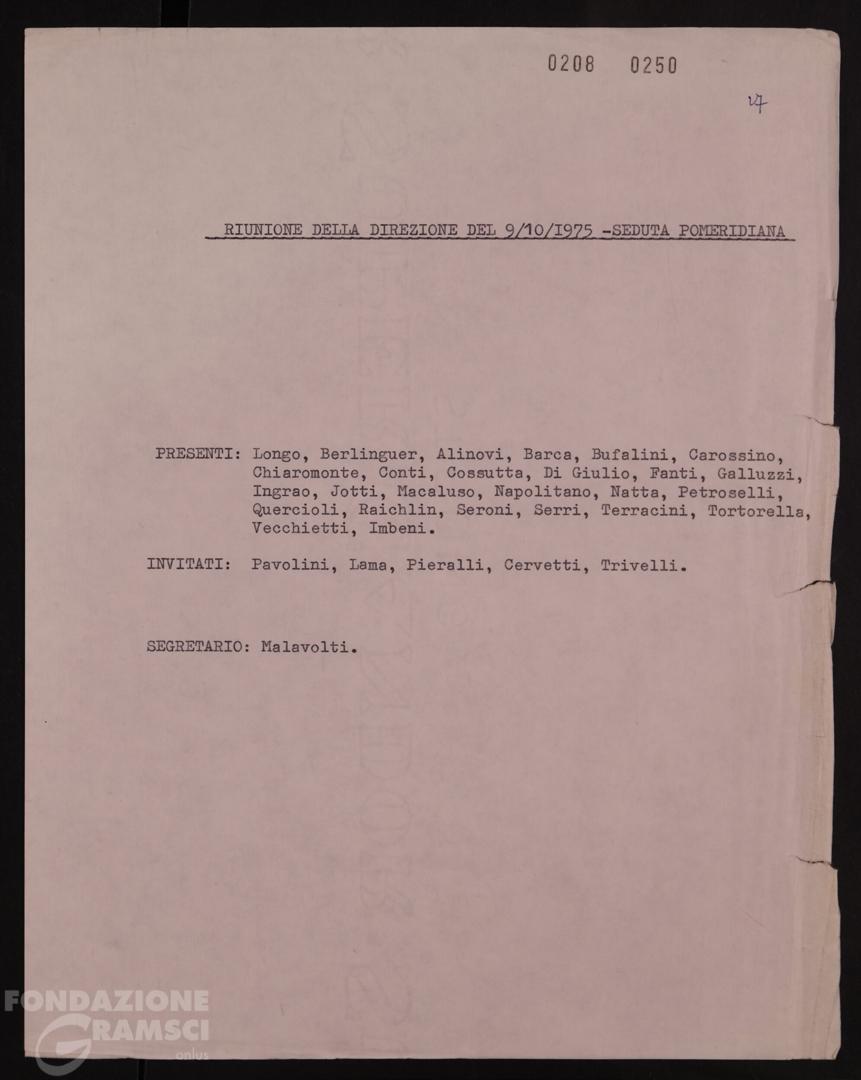 0208 0250
27
RIUNIONE DELLA DIREZIONE DEL 9/10/1975 -SEDUTA POMERIDIANA
PRESENTI: Longo, Berlinguer, Alinovi, Barca, Bufalini, Carossino,
Chiaromonte, Conti, Cossutta, Di Giulio, Fanti, Galluzzi,
Ingrao, Jotti, Macaluso, Napolitano, Natta, Petroselli,
Quercioli, Raichlin, Seroni, Serri, Terracini, Tortorella,
Vecchietti, Imbeni.
INVITATI: Pavolini, Lama, Pieralli, Cervetti, Trivelli.
SEGRETARIO: Malavolti.
FONDAZIONE
GRAMSCI
onlus